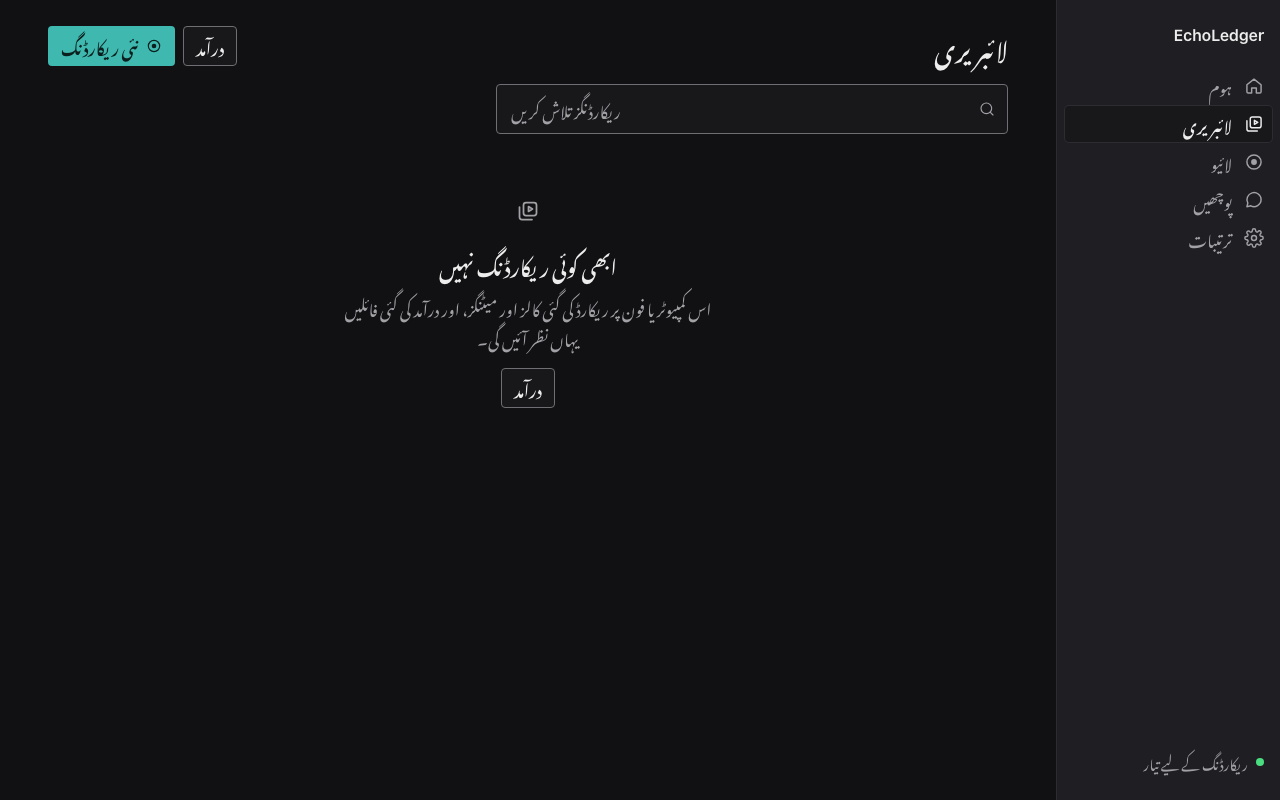 EchoLedger
ہوم
لائبریری
لائیو
پوچھیں
ترتیبات
ریکارڈنگ کے لیے تیار
لائبریری
درآمد
نئی ریکارڈنگ
ریکارڈنگز تلاش کریں
ابھی کوئی ریکارڈنگ نہیں
اس کمپیوٹر یا فون پر ریکارڈ کی گئی کالز اور میٹنگز، اور درآمد کی گئی فائلیں
یہاں نظر آئیں گی۔
درآمد